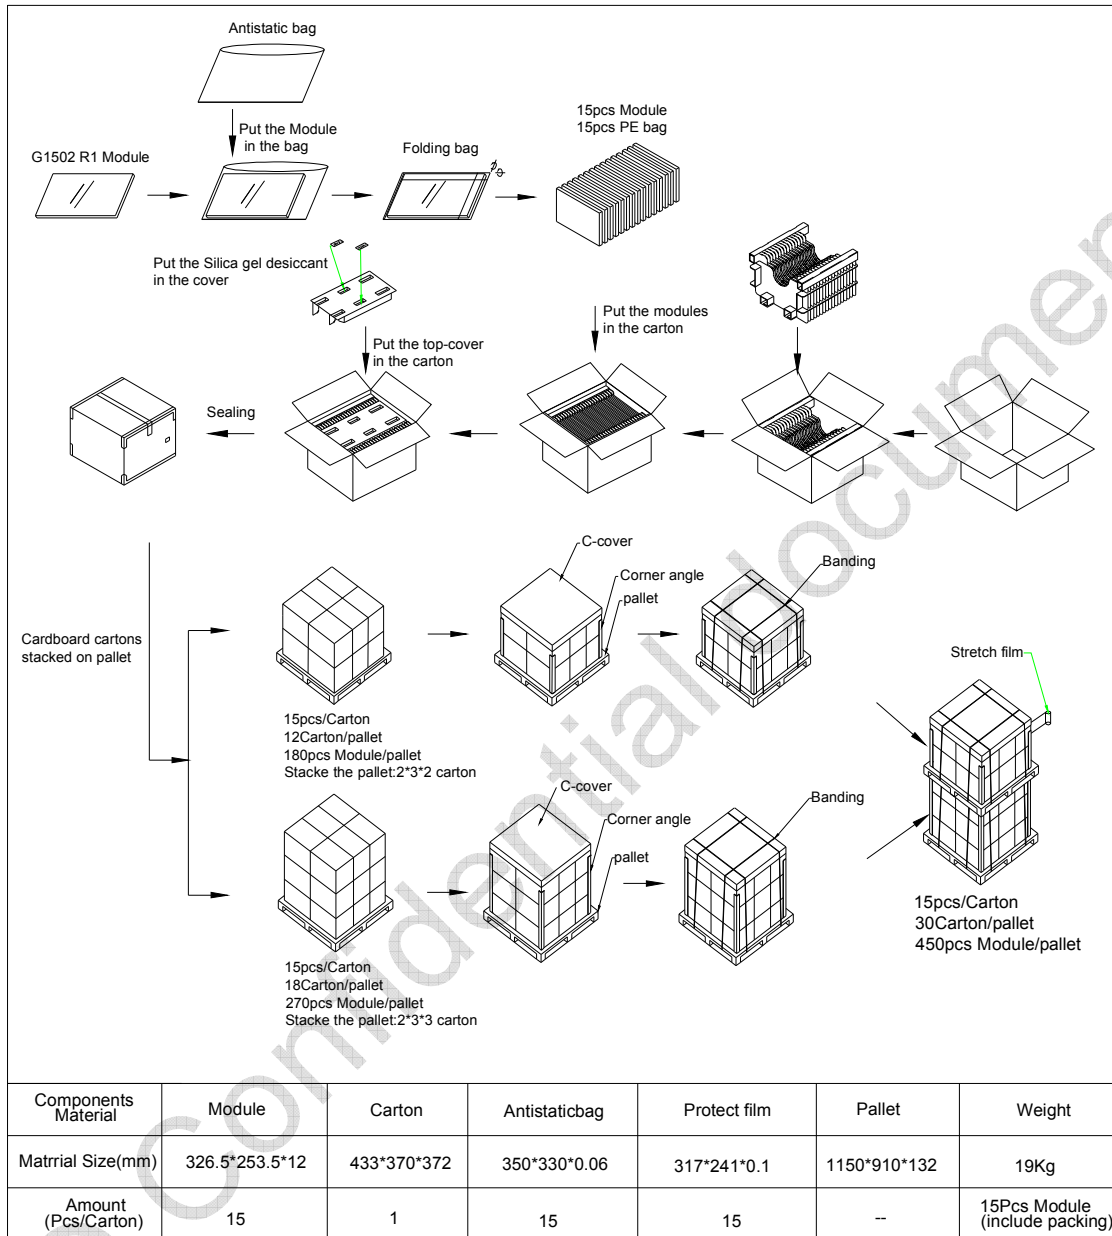 Antistatic bag
Put the Module
in the bag
G1502 R1 Module
Folding bag
15pcs Module
15pcs PE bag
Put the Silica gel desiccant
in the cover
Put the modules
in the carton
Put the top-cover
in the carton
Sealing
C-cover
Corner angle
pallet
Banding
Cardboard cartons
stacked on pallet
Stretch film
15pcs/Carton
12Carton/pallet
180pcs Module/pallet
Stacke the pallet:2*3*2 carton
C-cover
Corner angle
pallet
Banding
15pcs/Carton
30Carton/pallet
450pcs Module/pallet
15pcs/Carton
18Carton/pallet
270pcs Module/pallet
Stacke the pallet:2*3*3 carton
Components Material Module Carton Antistaticbag Protect film Pallet Weight
Matrrial Size(mm) 326.5*253.5*12 433*370*372 350*330*0.06 317*241*0.1 1150*910*132 19Kg
Amount (Pcs/Carton) 15 1 15 15 -- 15Pcs Module (include packing)
Confidential document